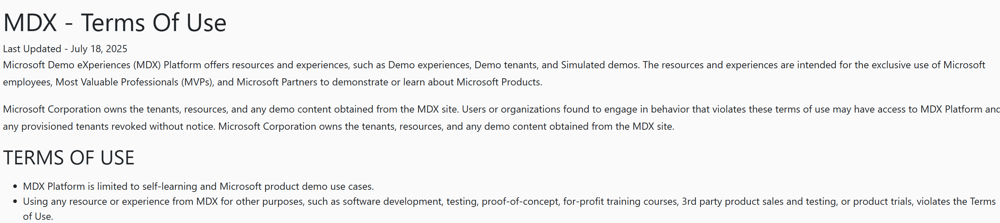 MDX - Terms Of Use
Last Updated - July 18, 2025
Microsoft Demo eXperiences (MDX) Platform offers resources and experiences, such as Demo experiences, Demo tenants, and Simulated demos. The resources and experiences are intended for the exclusive use of Microsoft
employees, Most Valuable Professionals (MVPs), and Microsoft Partners to demonstrate or learn about Microsoft Products.
Microsoft Corporation owns the tenants, resources, and any demo content obtained from the MDX site. Users or organizations found to engage in behavior that violates these terms of use may have access to MDX Platform and
any provisioned tenants revoked without notice. Microsoft Corporation owns the tenants, resources, and any demo content obtained from the MDX site.
TERMS OF USE
• MDX Platform is limited to self-learning and Microsoft product demo use cases.
• Using any resource or experience from MDX for other purposes, such as software development, testing, proof-of-concept, for-profit training courses, 3rd party product sales and testing, or product trials, violates the Terms
of Use.